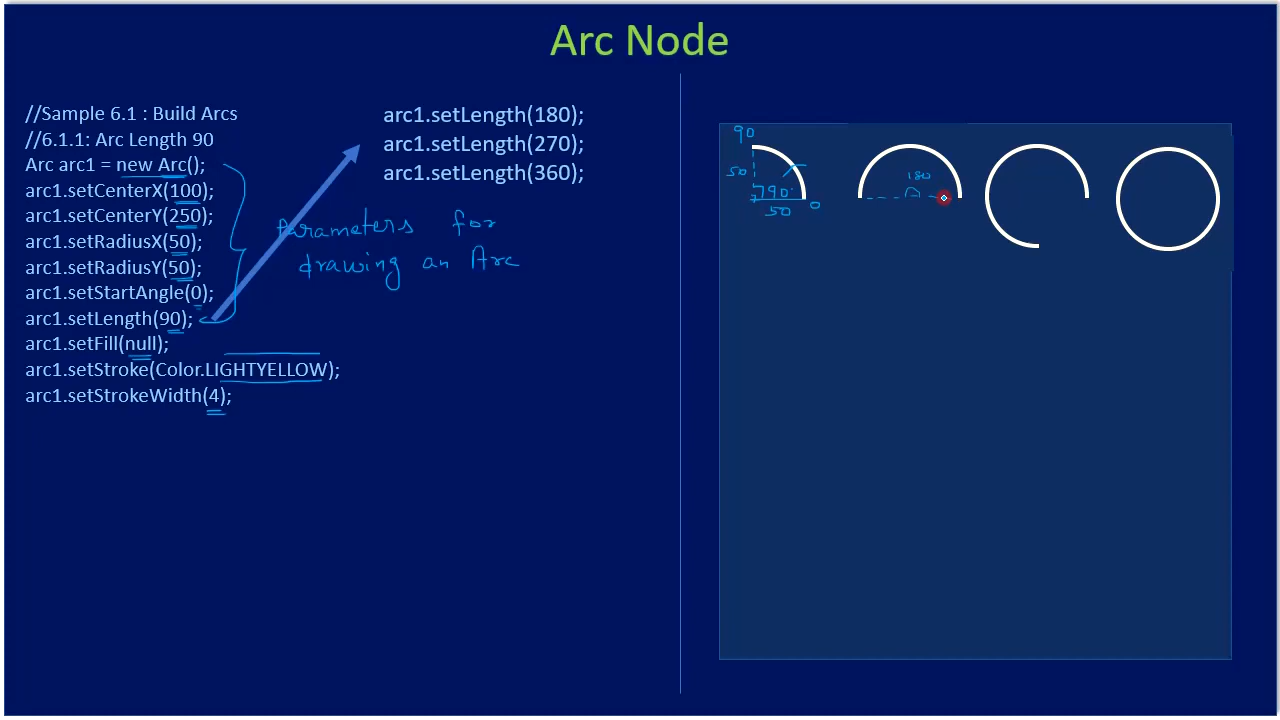 Arc Node
//Sample 6.1 : Build Arcs
//6.1.1: Arc Length 90
Arc arc1 = new Arc();
arc1.setCenterX(100);
arc1.setCenterY(250);
arc1.setRadiusX(50);
arc1.setRadiusY(50);
arc1.setStartAngle(0);
arc1.setLength(90);
arc1.setFill(null);
arc1.setStroke(Color.LIGHTYELLOW);
arc1.setStrokeWidth(4);
arc1.setLength(180);
arc1.setLength(270);
arc1.setLength(360);
Parameters for
drawing an Arc
90
50
90
50
0
180